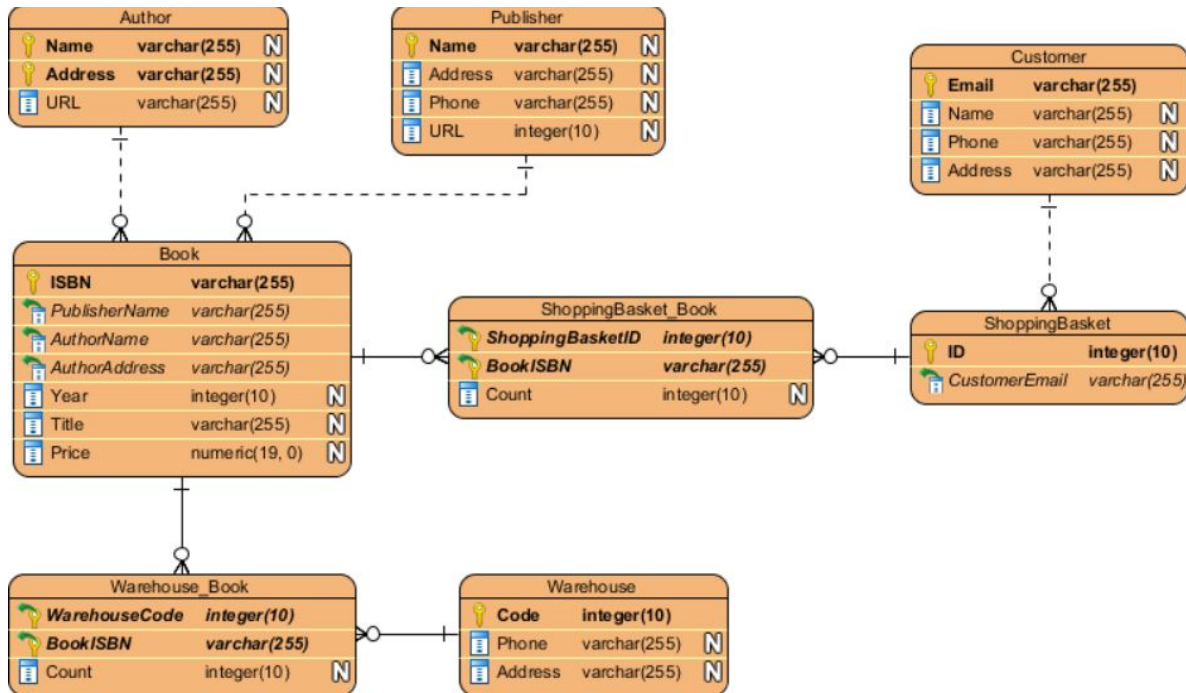 Author
Name varchar(255) N
Address varchar(255) N
URL varchar(255) N
Publisher
Name varchar(255) N
Address varchar(255) N
Phone varchar(255) N
URL integer(10) N
Customer
Email varchar(255)
Name varchar(255) N
Phone varchar(255) N
Address varchar(255) N
Book
ISBN varchar(255)
PublisherName varchar(255)
AuthorName varchar(255)
AuthorAddress varchar(255)
Year integer(10) N
Title varchar(255) N
Price numeric(19, 0) N
ShoppingBasket_Book
ShoppingBasketID integer(10)
BookISBN varchar(255)
Count integer(10) N
ShoppingBasket
ID integer(10)
CustomerEmail varchar(255)
Warehouse_Book
WarehouseCode integer(10)
BookISBN varchar(255)
Count integer(10) N
Warehouse
Code integer(10)
Phone varchar(255) N
Address varchar(255) N